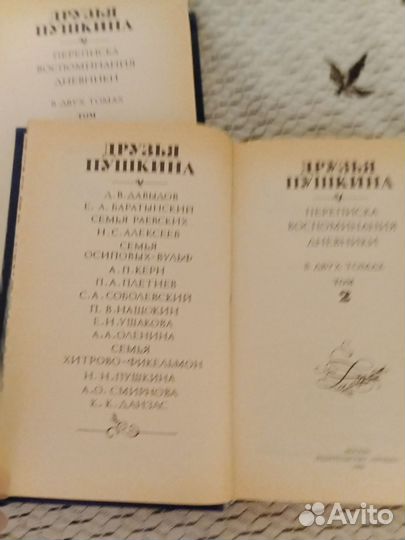 ДРУЗЬЯ
ПУШКИНА
ПЕРЕПИСКА
ВОСПОМИНАНИЯ
ДНЕВНИКИ
В ДВУХ ТОМАХ
ТОМ
ДРУЗЬЯ
ПУШКИНА
Д. В. ДАВЫДОВ
Е. А. БАРАТЫНСКИЙ
СЕМЬЯ РАЕВСКИХ
Н. С. АЛЕКСЕЕВ
СЕМЬЯ
ОСИПОВЫХ-ВУЛЬФ
А. П. КЕРН
П. А. ПЛЕТНЕВ
С. А. СОБОЛЕВСКИЙ
П. В. НАЩОКИН
Е. Н. УШАКОВА
А. А. ОЛЕНИНА
СЕМЬЯ
ХИТРОВО-ФИКЕЛЬМОН
Н. Н. ПУШКИНА
А. О. СМИРНОВА
К. К. ДАНЗАС
ДРУЗЬЯ
ПУШКИНА
ПЕРЕПИСКА
ВОСПОМИНАНИЯ
ДНЕВНИКИ
В ДВУХ ТОМАХ
ТОМ
2
МОСКВА
Avito